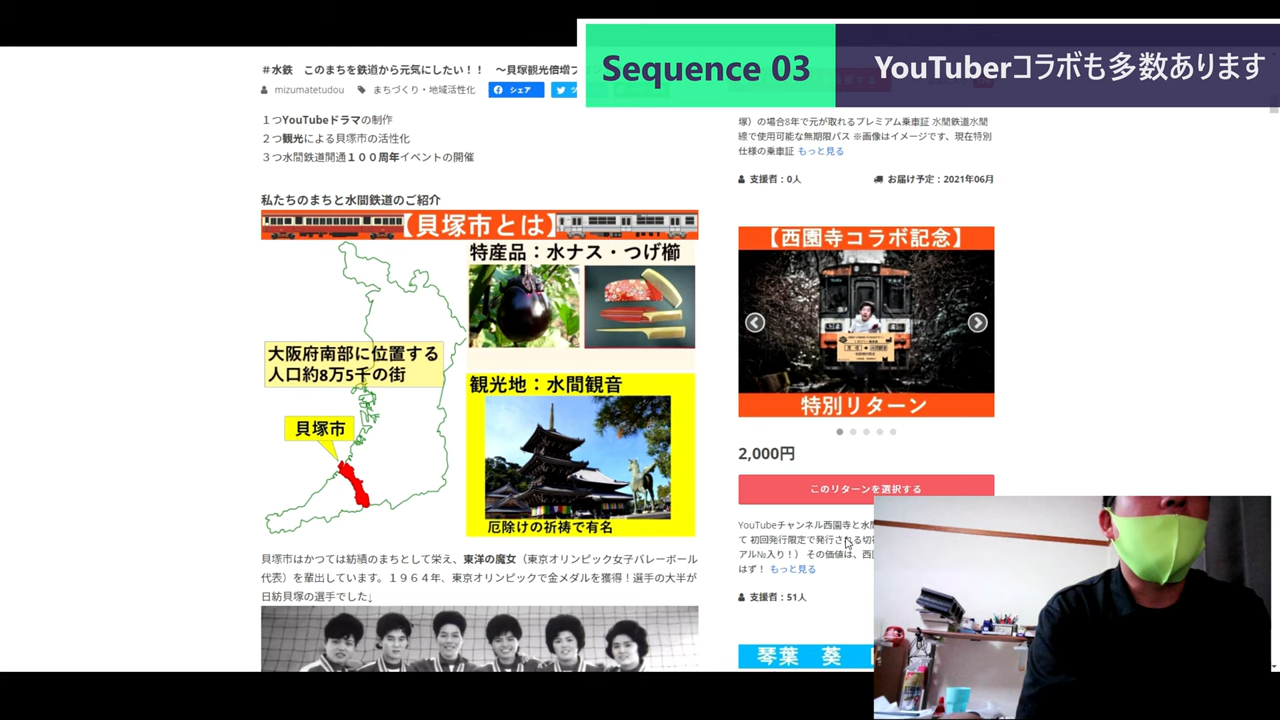 Sequence 03
YouTuberコラボも多数あります
＃水鉄　このまちを鉄道から元気にしたい！！　～貝塚観光倍増プ
mizumatetudou
まちづくり・地域活性化
シェア
１つYouTubeドラマの制作
２つ観光による貝塚市の活性化
３つ水間鉄道開通１００周年イベントの開催
私たちのまちと水間鉄道のご紹介
【貝塚市とは】
特産品：水ナス・つげ櫛
大阪府南部に位置する
人口約8万5千の街
貝塚市
観光地：水間観音
厄除けの祈祷で有名
貝塚市はかつては紡績のまちとして栄え、東洋の魔女（東京オリンピック女子バレーボール
代表）を輩出しています。１９６４年、東京オリンピックで金メダルを獲得！選手の大半が
日紡貝塚の選手でした↓
塚）の場合8年で元が取れるプレミアム乗車証 水間鉄道水間
線で使用可能な無期限パス ※画像はイメージです、現在特別
仕様の乗車証 もっと見る
支援者：0人
お届け予定：2021年06月
【西園寺コラボ記念】
特別リターン
2,000円
このリターンを選択する
YouTubeチャンネル西園寺と水
て 初回発行限定で発行される切
アル№入り！） その価値は、西
はず！ もっと見る
支援者：51人
琴葉　葵